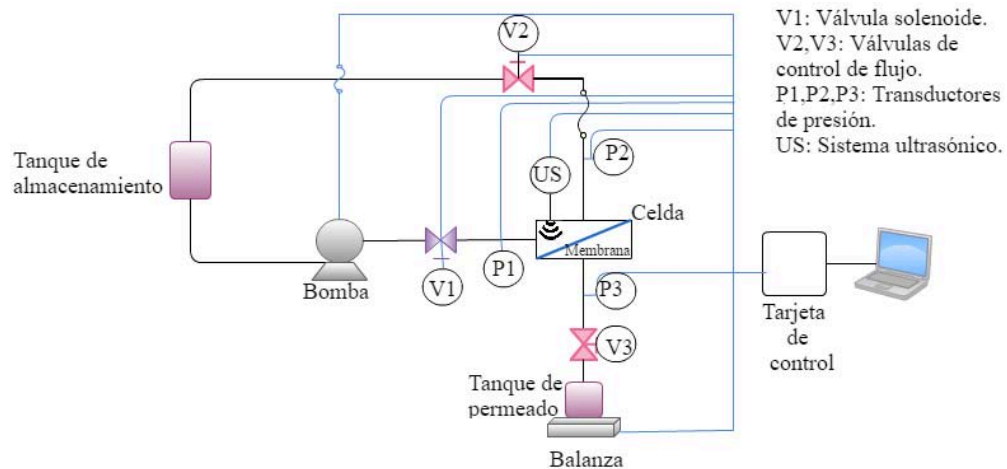 V1: Válvula solenoide.
V2,V3: Válvulas de
control de flujo.
P1,P2,P3: Transductores
de presión.
US: Sistema ultrasónico.
V2
Tanque de
almacenamiento
US
P2
Celda
Membrana
Bomba
V1
P1
P3
Tarjeta
de
control
V3
Tanque de
permeado
Balanza